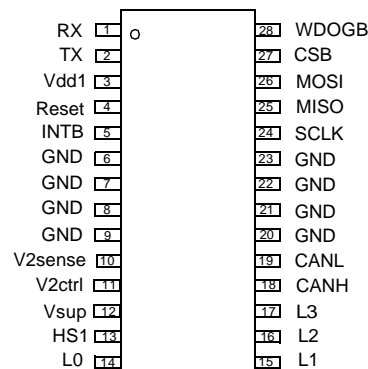 RX 1 28 WDOGB
TX 2 27 CSB
Vdd1 3 26 MOSI
Reset 4 25 MISO
INTB 5 24 SCLK
GND 6 23 GND
GND 7 22 GND
GND 8 21 GND
GND 9 20 GND
V2sense 10 19 CANL
V2ctrl 11 18 CANH
Vsup 12 17 L3
HS1 13 16 L2
L0 14 15 L1